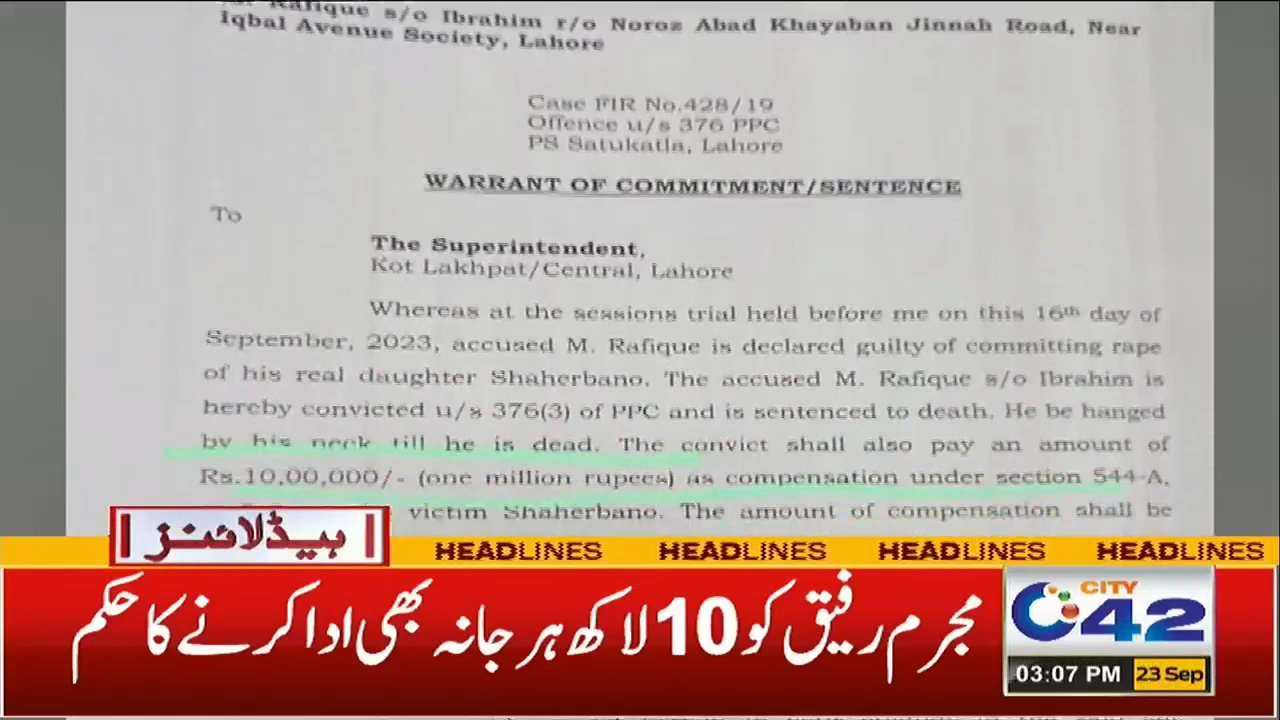 Rafique s/o Ibrahim r/o Noroz Abad Khayaban Jinnah Road, Near
Iqbal Avenue Society, Lahore
Case FIR No.428/19
Offence u/s 376 PPC
PS Satukatla, Lahore
WARRANT OF COMMITMENT/SENTENCE
To
The Superintendent,
Kot Lakhpat/Central, Lahore
Whereas at the sessions trial held before me on this 16th day of
September, 2023, accused M. Rafique is declared guilty of committing rape
of his real daughter Shaherbano. The accused M. Rafique s/o Ibrahim is
hereby convicted u/s 376(3) of PPC and is sentenced to death. He be hanged
by his neck till he is dead. The convict shall also pay an amount of
Rs.10,00,000/- (one million rupees) as compensation under section 544-A,
victim Shaherbano. The amount of compensation shall be
ہیڈلائنز
HEADLINES HEADLINES HEADLINES HEADLINES
مجرم رفیق کو 10 لاکھ ہرجانہ بھی ادا کرنے کا حکم
CITY
42
03:07 PM 23 Sep